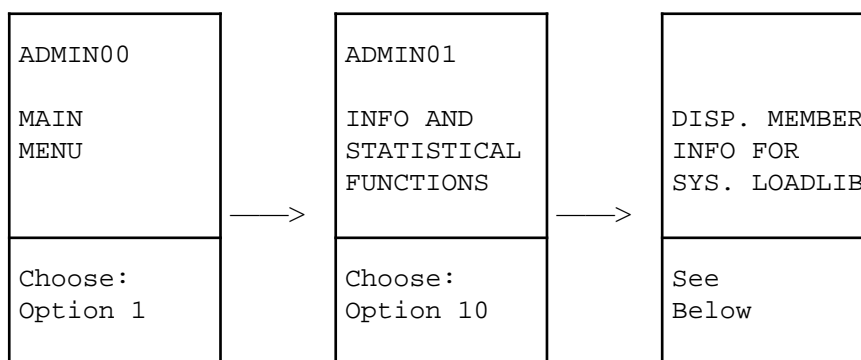 ADMIN00
MAIN
MENU
Choose:
Option 1
——>
ADMIN01
INFO AND
STATISTICAL
FUNCTIONS
Choose:
Option 10
——>
DISP. MEMBER
INFO FOR
SYS. LOADLIB
See
Below